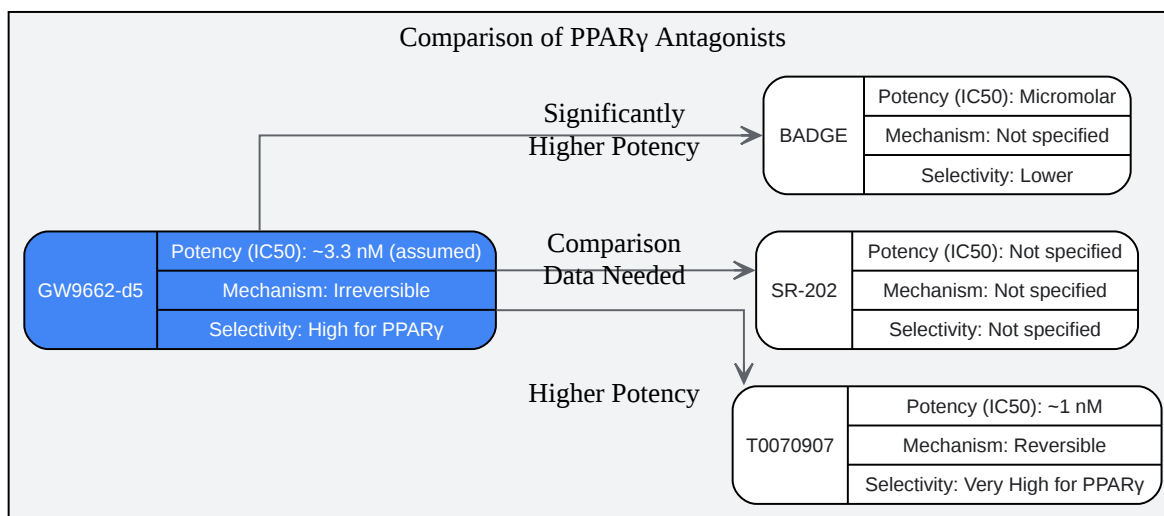 Comparison of PPARγ Antagonists
Significantly
Higher Potency
BADGE
Potency (IC50): Micromolar
Mechanism: Not specified
Selectivity: Lower
GW9662-d5
Potency (IC50): ~3.3 nM (assumed)
Mechanism: Irreversible
Selectivity: High for PPARγ
Comparison
Data Needed
SR-202
Potency (IC50): Not specified
Mechanism: Not specified
Selectivity: Not specified
Higher Potency
T0070907
Potency (IC50): ~1 nM
Mechanism: Reversible
Selectivity: Very High for PPARγ